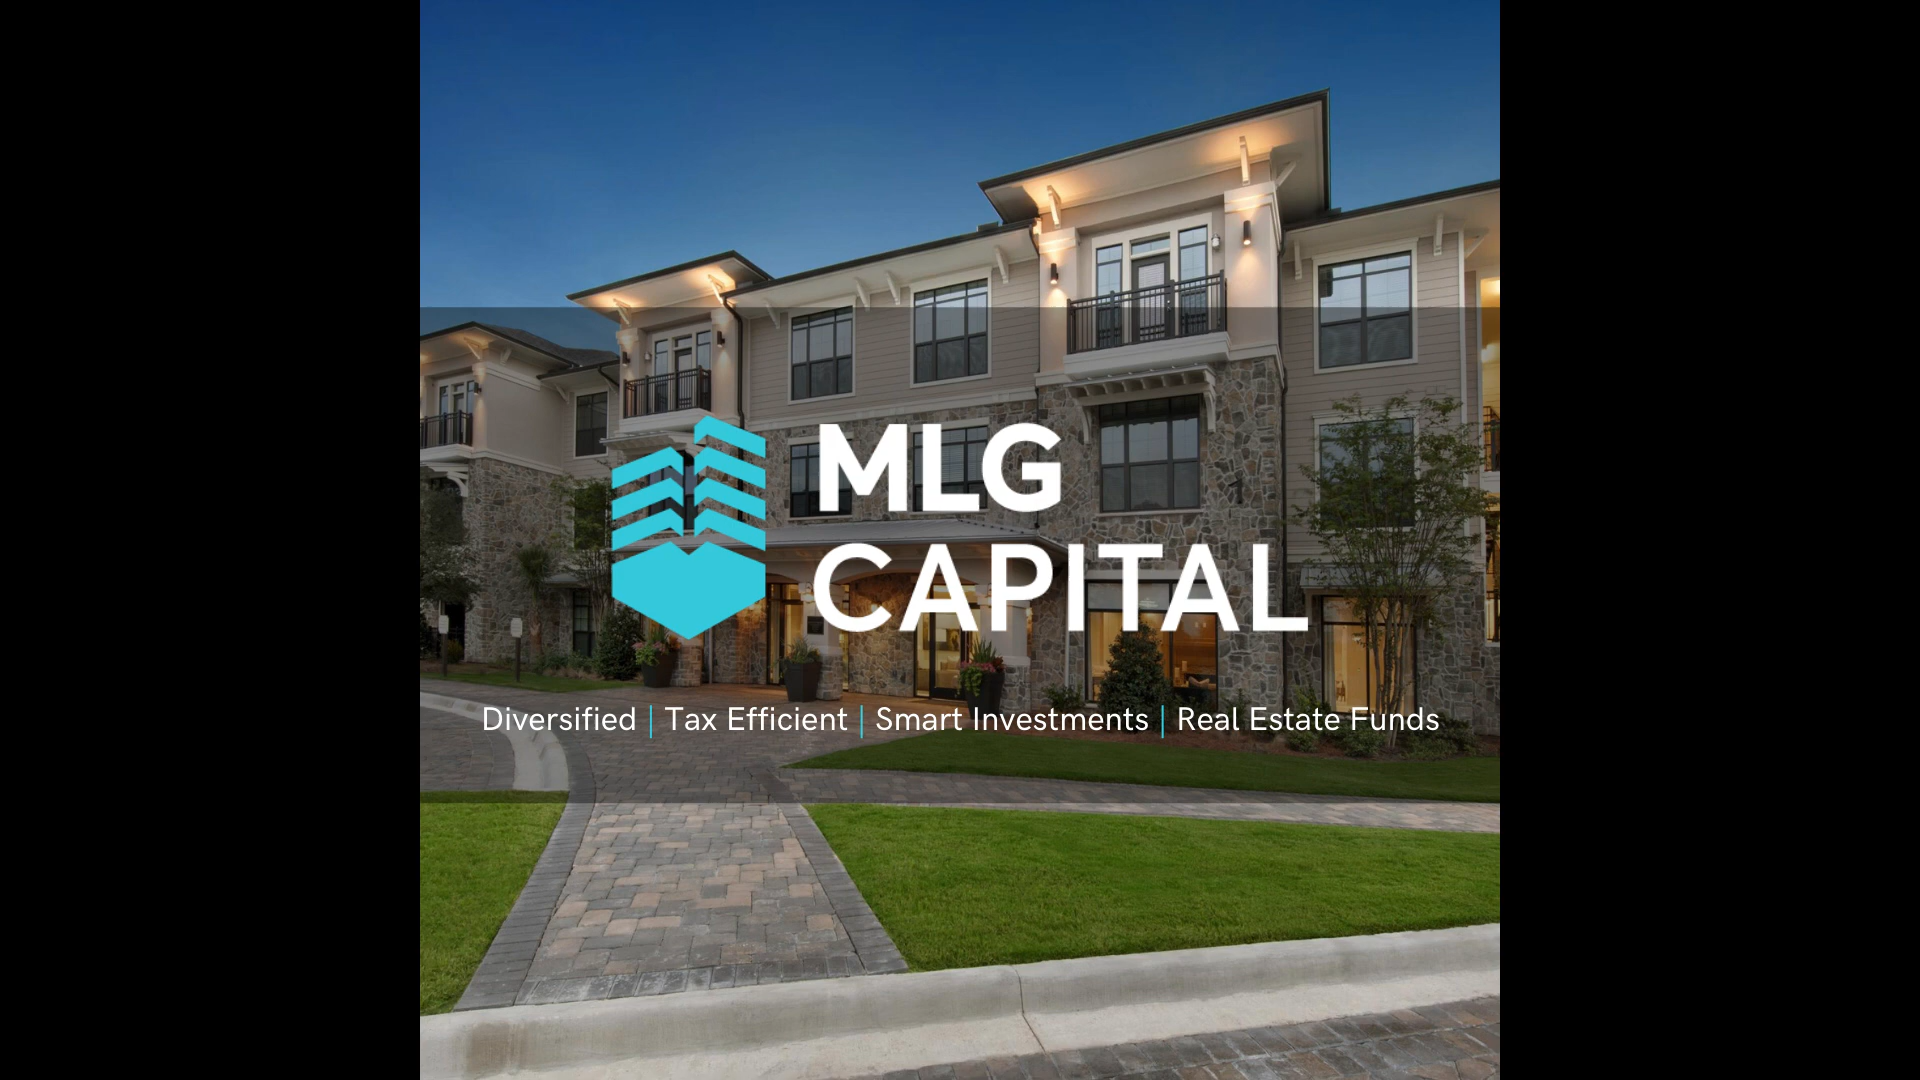 MLG
CAPITAL
Diversified | Tax Efficient | Smart Investments | Real Estate Funds